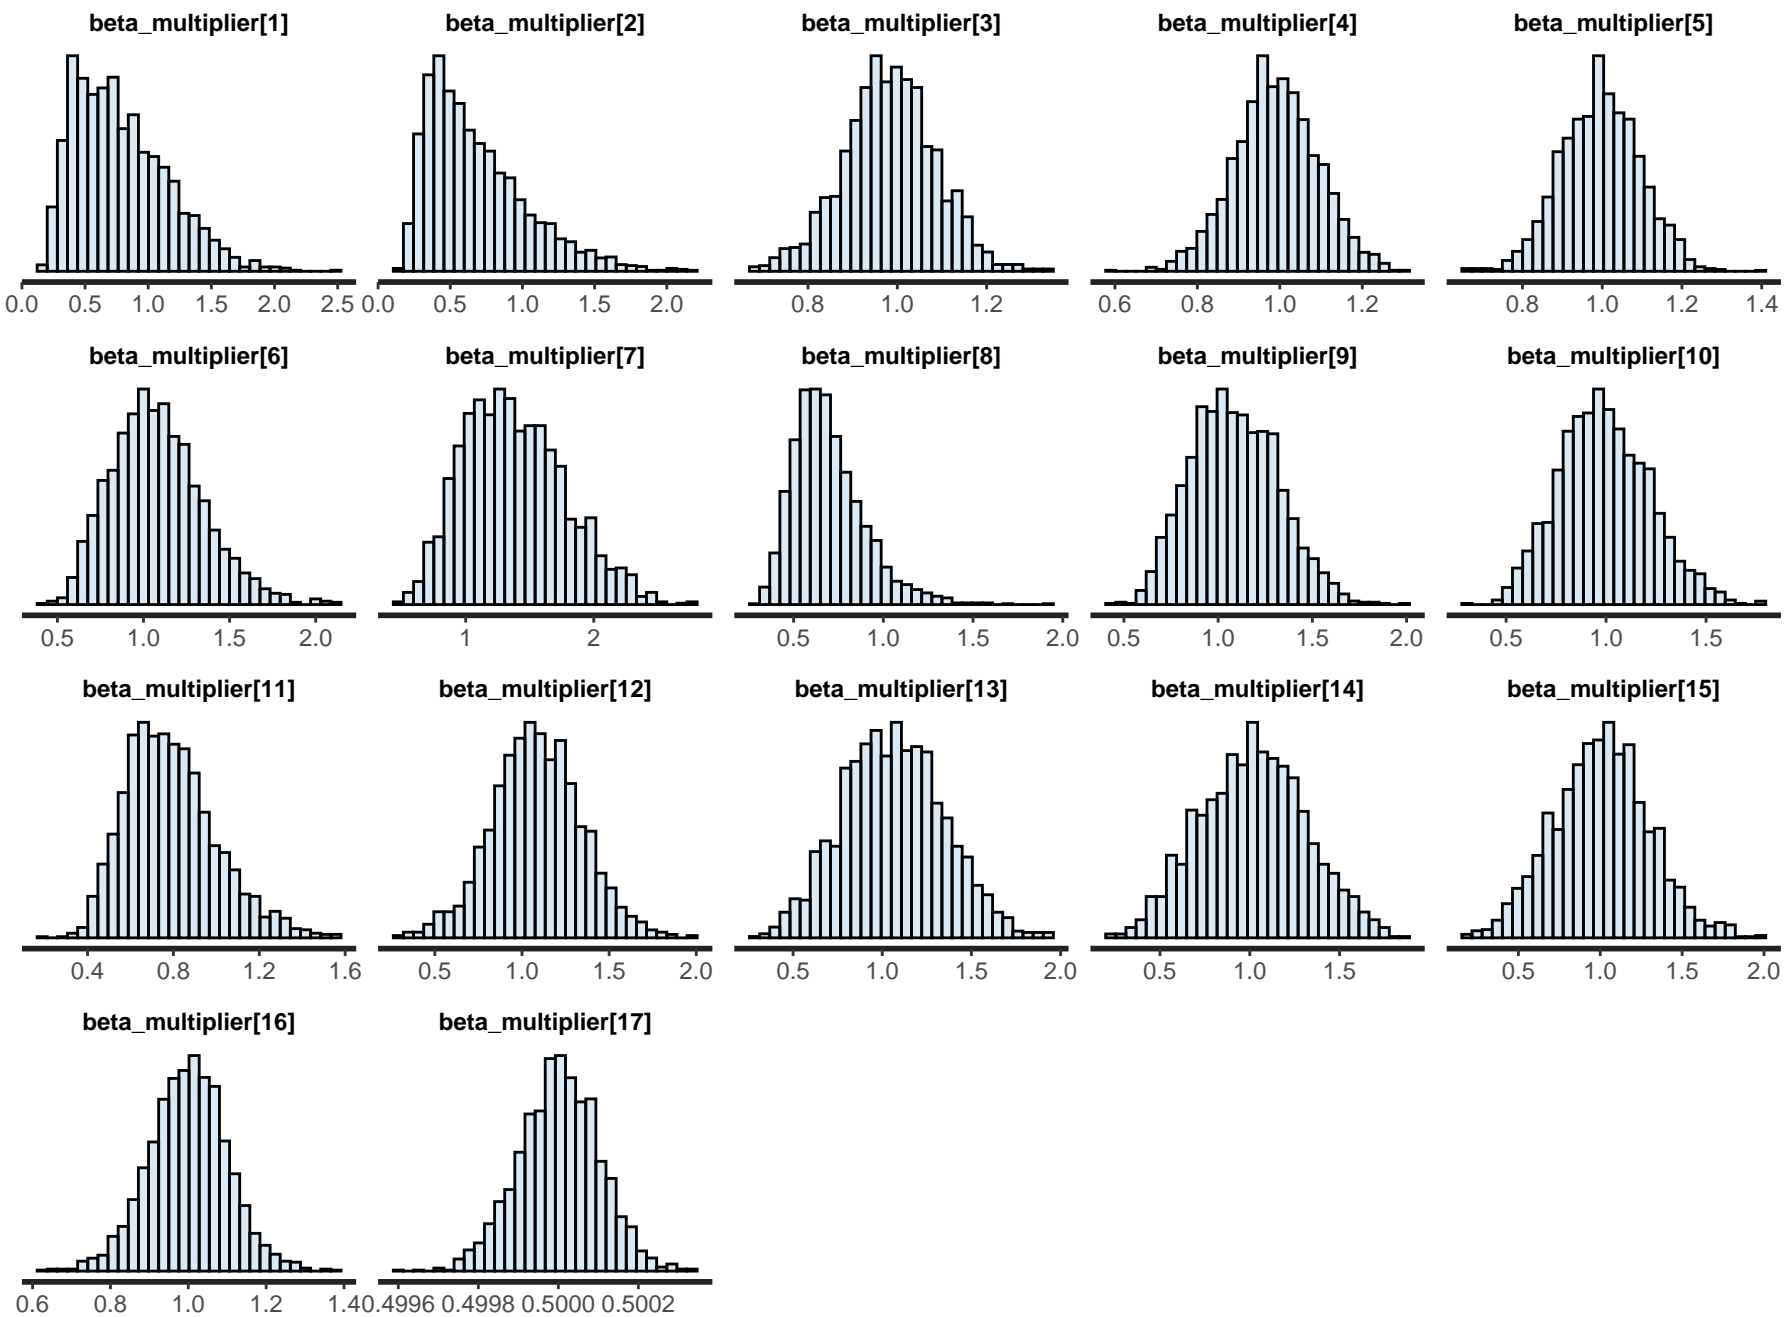 beta_multiplier[1] beta_multiplier[2] beta_multiplier[3] beta_multiplier[4] beta_multiplier[5]
0.0 0.5 1.0 1.5 2.0 2.5 0.0 0.5 1.0 1.5 2.0 0.8 1.0 1.2 0.6 0.8 1.0 1.2 0.8 1.0 1.2 1.4
beta_multiplier[6] beta_multiplier[7] beta_multiplier[8] beta_multiplier[9] beta_multiplier[10]
0.5 1.0 1.5 2.0 1 2 0.5 1.0 1.5 2.0 0.5 1.0 1.5 2.0 0.5 1.0 1.5
beta_multiplier[11] beta_multiplier[12] beta_multiplier[13] beta_multiplier[14] beta_multiplier[15]
0.4 0.8 1.2 1.6 0.5 1.0 1.5 2.0 0.5 1.0 1.5 2.0 0.5 1.0 1.5 0.5 1.0 1.5 2.0
beta_multiplier[16] beta_multiplier[17]
0.6 0.8 1.0 1.2 1.4 0.4996 0.4998 0.5000 0.5002